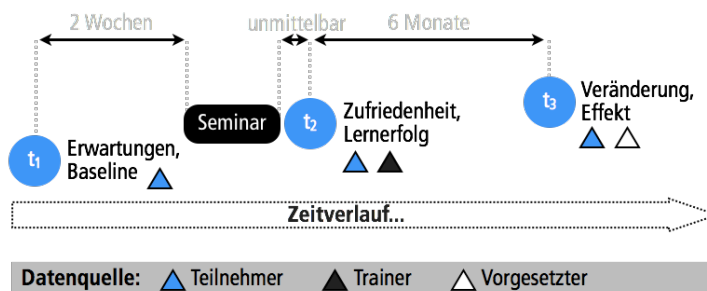 2 Wochen
unmittelbar
6 Monate
t1
Erwartungen,
Baseline
Seminar
t2
Zufriedenheit,
Lernerfolg
t3
Veränderung,
Effekt
Zeitverlauf...
Datenquelle: Teilnehmer Trainer Vorgesetzter